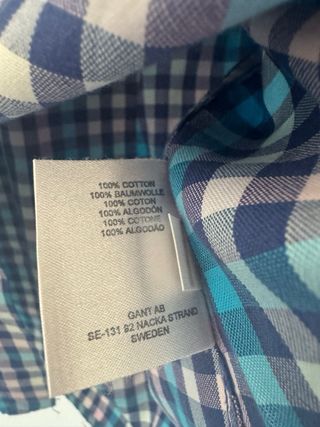 100% COTTON
100% BAUMWOLLE
100% COTON
100% ALGODÓN
100% COTONE
100% ALGODÃO
GANT AB
SE-131 82 NACKA STRAND
SWEDEN